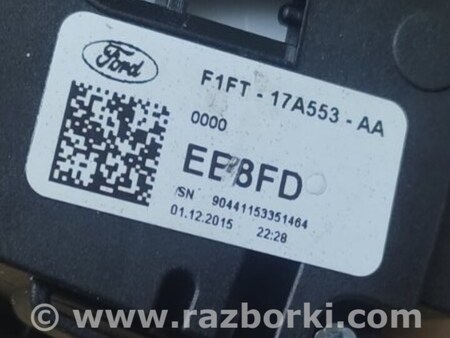 Ford
F1FT - 17A553 - AA
0000
EE8FD
SN 90441153351464
01.12.2015 22:28
© www.razborki.com